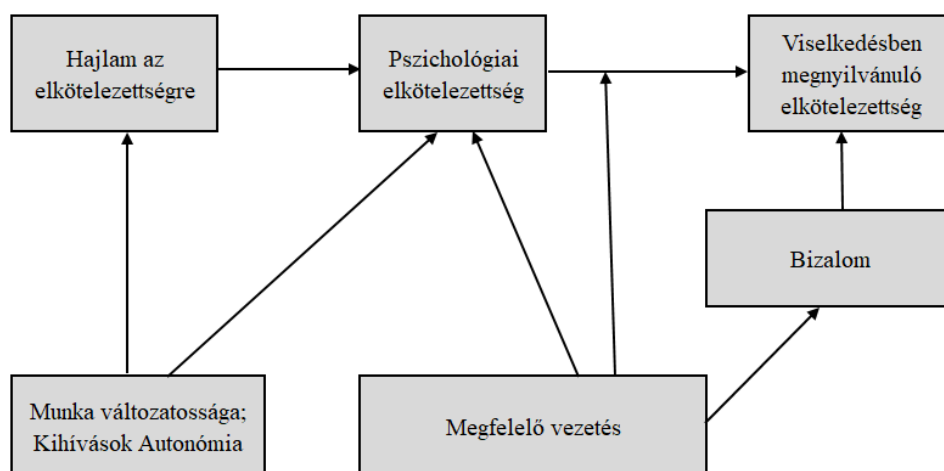 Hajlam az
elkötelezettségre
Pszichológiai
elkötelezettség
Viselkedésben
megnyilvánuló
elkötelezettség
Bizalom
Munka változatossága;
Kihívások Autonómia
Megfelelő vezetés